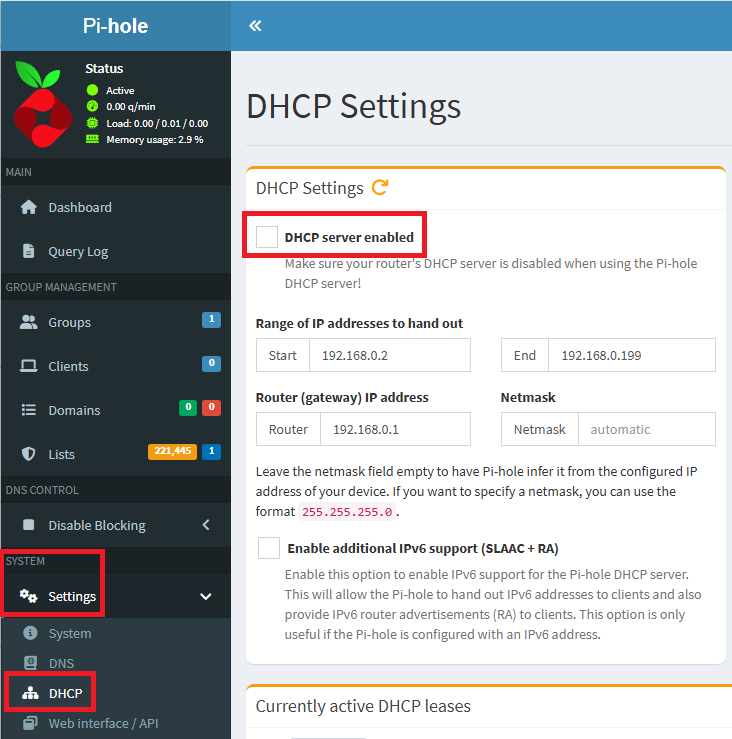 Pi-hole
Status
Active
0.00 q/min
Load: 0.00 / 0.01 / 0.00
Memory usage: 2.9 %
MAIN
Dashboard
Query Log
GROUP MANAGEMENT
Groups 1
Clients 0
Domains 0 0
Lists 221,445 1
DNS CONTROL
Disable Blocking
SYSTEM
Settings
System
DNS
DHCP
Web interface / API
DHCP Settings
DHCP Settings
DHCP server enabled
Make sure your router's DHCP server is disabled when using the Pi-hole
DHCP server!
Range of IP addresses to hand out
Start 192.168.0.2 End 192.168.0.199
Router (gateway) IP address Netmask
Router 192.168.0.1 Netmask automatic
Leave the netmask field empty to have Pi-hole infer it from the configured IP
address of your device. If you want to specify a netmask, you can use the
format 255.255.255.0.
Enable additional IPv6 support (SLAAC + RA)
Enable this option to enable IPv6 support for the Pi-hole DHCP server.
This will allow the Pi-hole to hand out IPv6 addresses to clients and also
provide IPv6 router advertisements (RA) to clients. This option is only
useful if the Pi-hole is configured with an IPv6 address.
Currently active DHCP leases